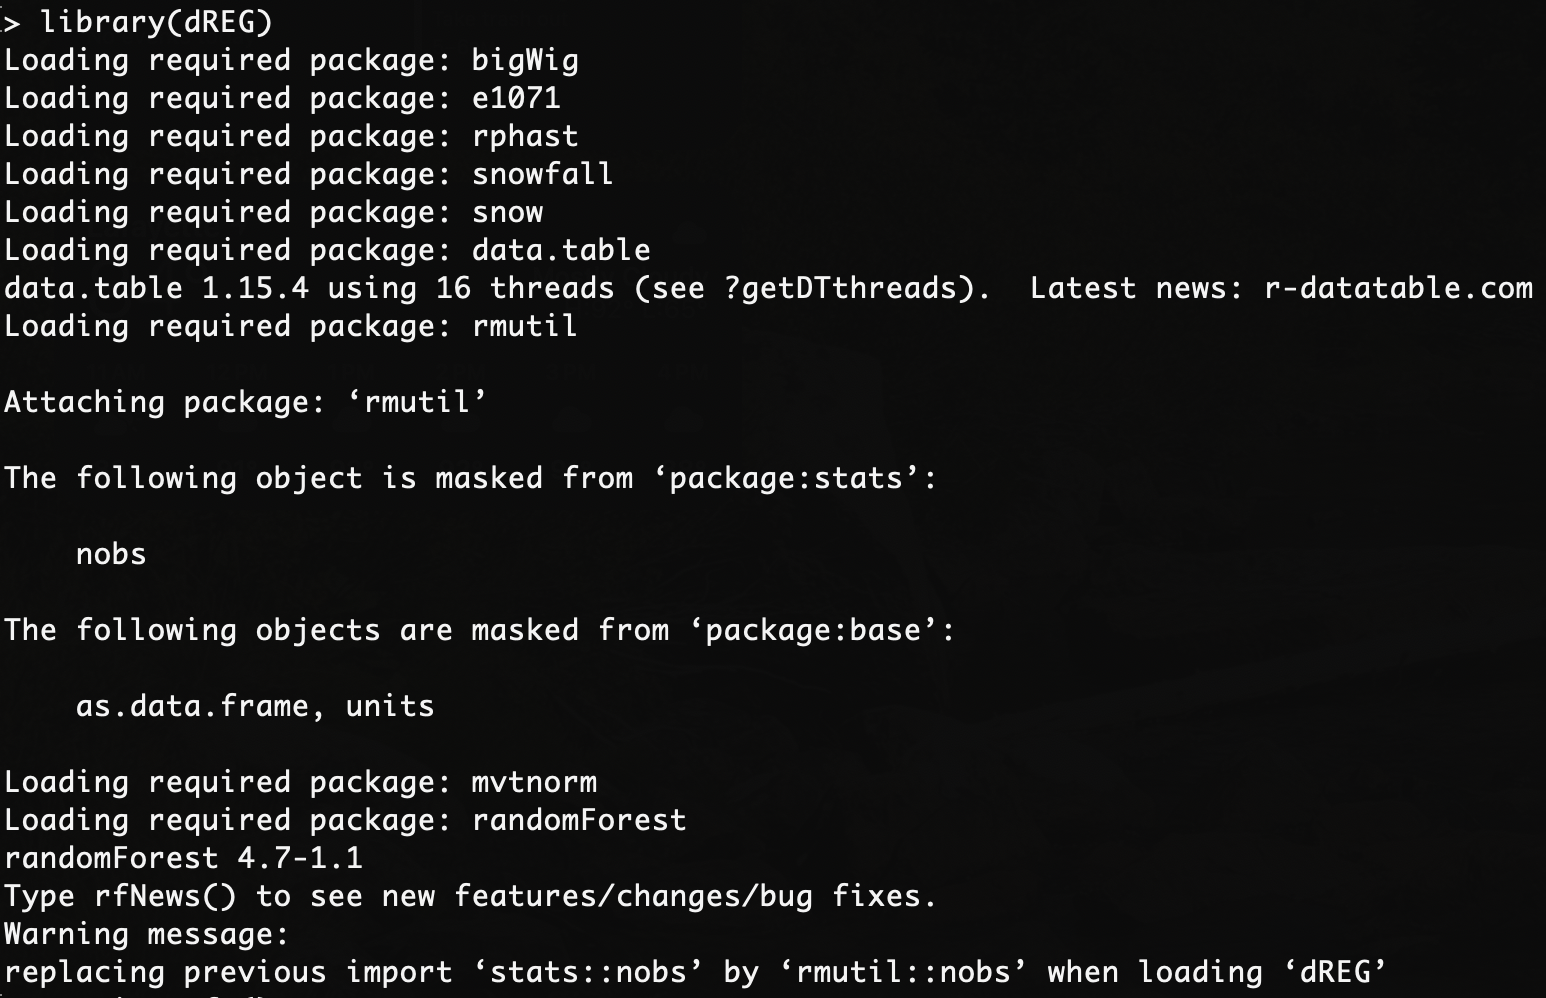 > library(dREG)
Loading required package: bigWig
Loading required package: e1071
Loading required package: rphast
Loading required package: snowfall
Loading required package: snow
Loading required package: data.table
data.table 1.15.4 using 16 threads (see ?getDTthreads).  Latest news: r-datatable.com
Loading required package: rmutil
Attaching package: ‘rmutil’
The following object is masked from ‘package:stats’:
nobs
The following objects are masked from ‘package:base’:
as.data.frame, units
Loading required package: mvtnorm
Loading required package: randomForest
randomForest 4.7-1.1
Type rfNews() to see new features/changes/bug fixes.
Warning message:
replacing previous import ‘stats::nobs’ by ‘rmutil::nobs’ when loading ‘dREG’